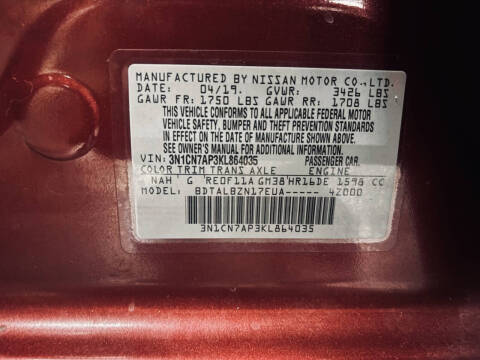 MANUFACTURED BY NISSAN MOTOR CO.,LTD.
DATE: 04/19. GVWR: 3426 LBS
GAWR FR: 1750 LBS GAWR RR: 1708 LBS
THIS VEHICLE CONFORMS TO ALL APPLICABLE FEDERAL MOTOR
VEHICLE SAFETY, BUMPER AND THEFT PREVENTION STANDARDS
IN EFFECT ON THE DATE OF MANUFACTURE SHOWN ABOVE.
SEE OWNER'S MANUAL FOR ADDITIONAL INFORMATION.
VIN: 3N1CN7AP3KL864035 PASSENGER CAR.
COLOR TRIM TRANS AXLE ENGINE
NAH G RE0F11A GM38 HR16DE 1598 CC
MODEL: BDTALBZN17EUA----- 4Z000
3N1CN7AP3KL864035